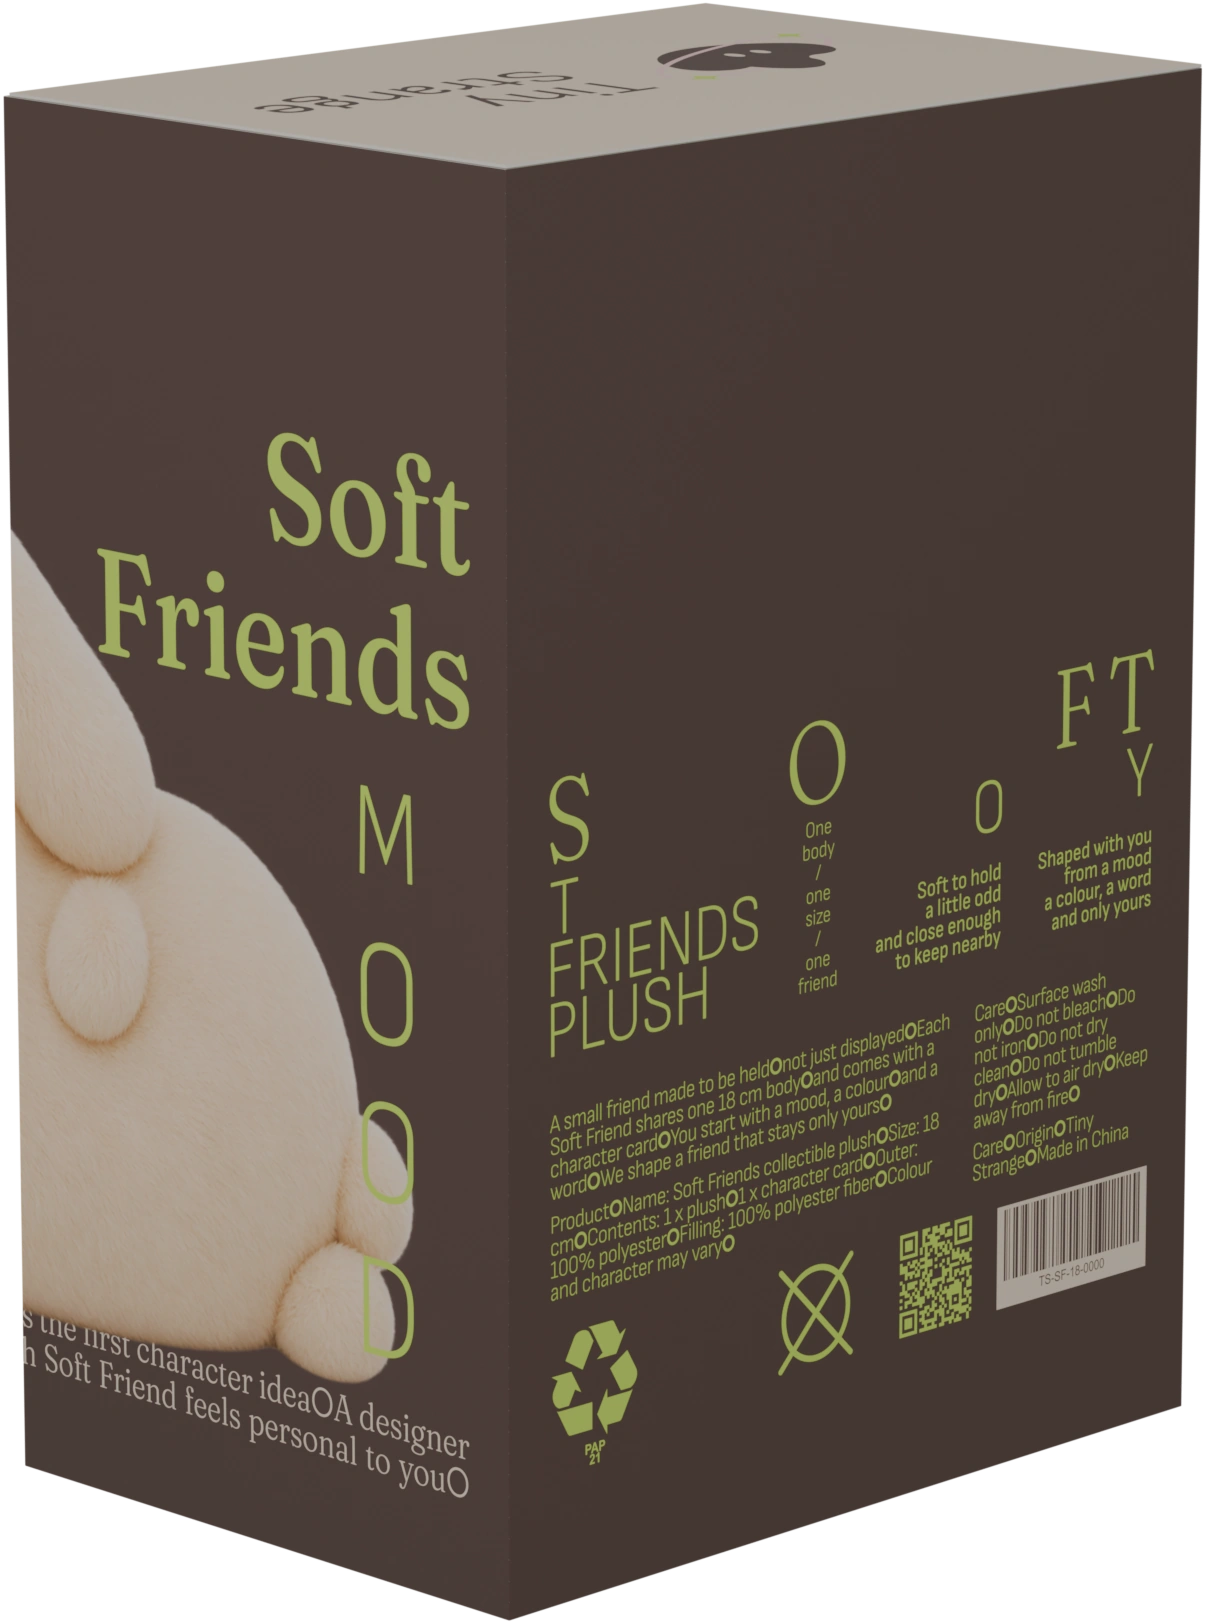 Tiny
Strange
Soft
Friends
M
O
O
D
s the first character ideaOA designer
h Soft Friend feels personal to youO
S O FT
T O Y
FRIENDS
PLUSH
One
body
/
one
size
/
one
friend
Soft to hold
a little odd
and close enough
to keep nearby
Shaped with you
from a mood
a colour, a word
and only yours
A small friend made to be heldOnot just displayedOEach
Soft Friend shares one 18 cm bodyOand comes with a
character cardOYou start with a mood, a colourOand a
wordOWe shape a friend that stays only yoursO
ProductOName: Soft Friends collectible plushOSize: 18
cmOContents: 1 x plushO1 x character cardOOuter:
100% polyesterOFilling: 100% polyester fiberOColour
and character may varyO
CareOSurface wash
onlyODo not bleachODo
not ironODo not dry
cleanODo not tumble
dryOAllow to air dryOKeep
away from fireO
CareOOriginOTiny
StrangeOMade in China
TS-SF-18-0000
PAP
21